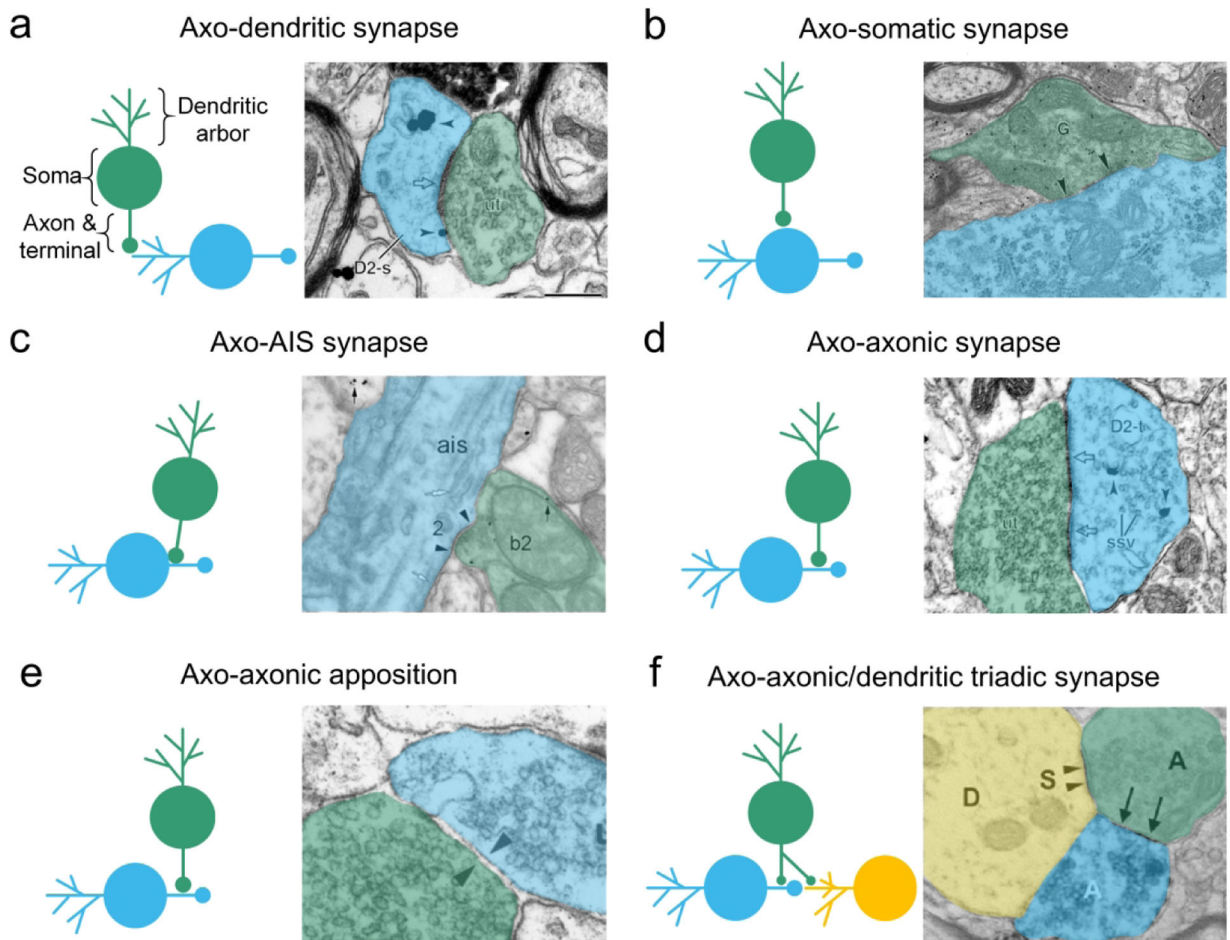 a
Axo-dendritic synapse
Dendritic
arbor
Soma
Axon &
terminal
ut
D2-s
b
Axo-somatic synapse
G
c
Axo-AIS synapse
ais
2
b2
d
Axo-axonic synapse
D2-t
ut
ssv
e
Axo-axonic apposition
f
Axo-axonic/dendritic triadic synapse
D
S
A
A